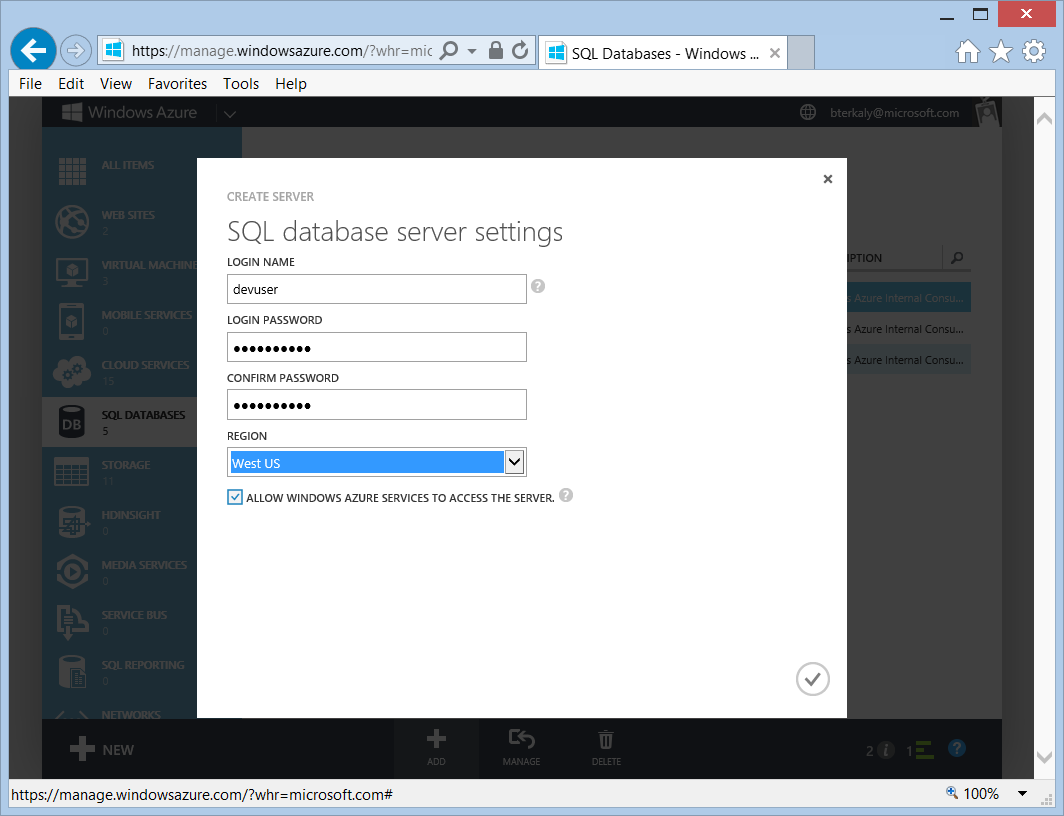 https://manage.windowsazure.com/?whr=mic
SQL Databases - Windows ...
File Edit View Favorites Tools Help
Windows Azure
bterkaly@microsoft.com
ALL ITEMS
WEB SITES
2
VIRTUAL MACHINE
3
MOBILE SERVICES
0
CLOUD SERVICES
15
DB
SQL DATABASES
5
STORAGE
11
HDINSIGHT
0
MEDIA SERVICES
0
SERVICE BUS
0
SQL REPORTING
0
NETWORKS
CREATE SERVER
SQL database server settings
LOGIN NAME
devuser
?
LOGIN PASSWORD
●●●●●●●●●●
CONFIRM PASSWORD
●●●●●●●●●●
REGION
West US
ALLOW WINDOWS AZURE SERVICES TO ACCESS THE SERVER.
?
IPTION
s Azure Internal Consu...
s Azure Internal Consu...
s Azure Internal Consu...
NEW
ADD
MANAGE
DELETE
2 i 1 ?
https://manage.windowsazure.com/?whr=microsoft.com#
100%